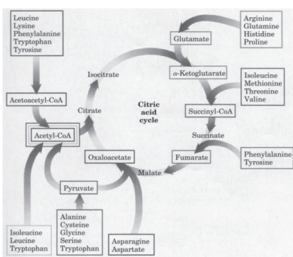 Leucine
Lysine
Phenylalanine
Tryptophan
Tyrosine
Arginine
Glutamine
Histidine
Proline
Glutamate
Isocitrate
α-Ketoglutarate
Isoleucine
Methionine
Threonine
Valine
Acetoacetyl-CoA
Citrate
Citric
acid
cycle
Succinyl-CoA
Acetyl-CoA
Succinate
Oxaloacetate
Fumarate
Phenylalanine
Tyrosine
Malate
Pyruvate
Isoleucine
Leucine
Tryptophan
Alanine
Cysteine
Glycine
Serine
Tryptophan
Asparagine
Aspartate